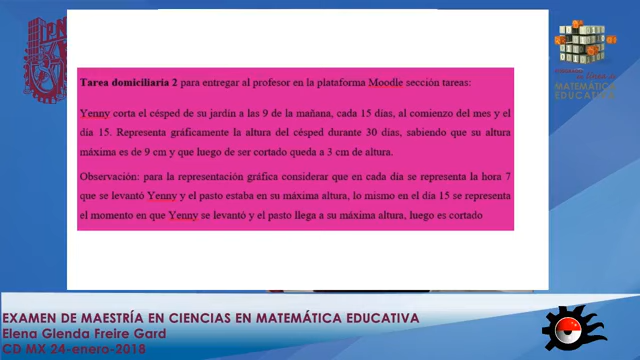 Tarea domiciliaria 2 para entregar al profesor en la plataforma Moodle sección tareas:
Yenny corta el césped de su jardín a las 9 de la mañana, cada 15 días, al comienzo del mes y el
día 15. Representa gráficamente la altura del césped durante 30 días, sabiendo que su altura
máxima es de 9 cm y que luego de ser cortado queda a 3 cm de altura.
Observación: para la representación gráfica considerar que en cada día se representa la hora 7
que se levantó Yenny y el pasto estaba en su máxima altura, lo mismo en el día 15 se representa
el momento en que Yenny se levantó y el pasto llega a su máxima altura, luego es cortado
MATEMÁTICA
EDUCATIVA
EXAMEN DE MAESTRÍA EN CIENCIAS EN MATEMÁTICA EDUCATIVA
Elena Glenda Freire Gard
CD MX 24-enero-2018